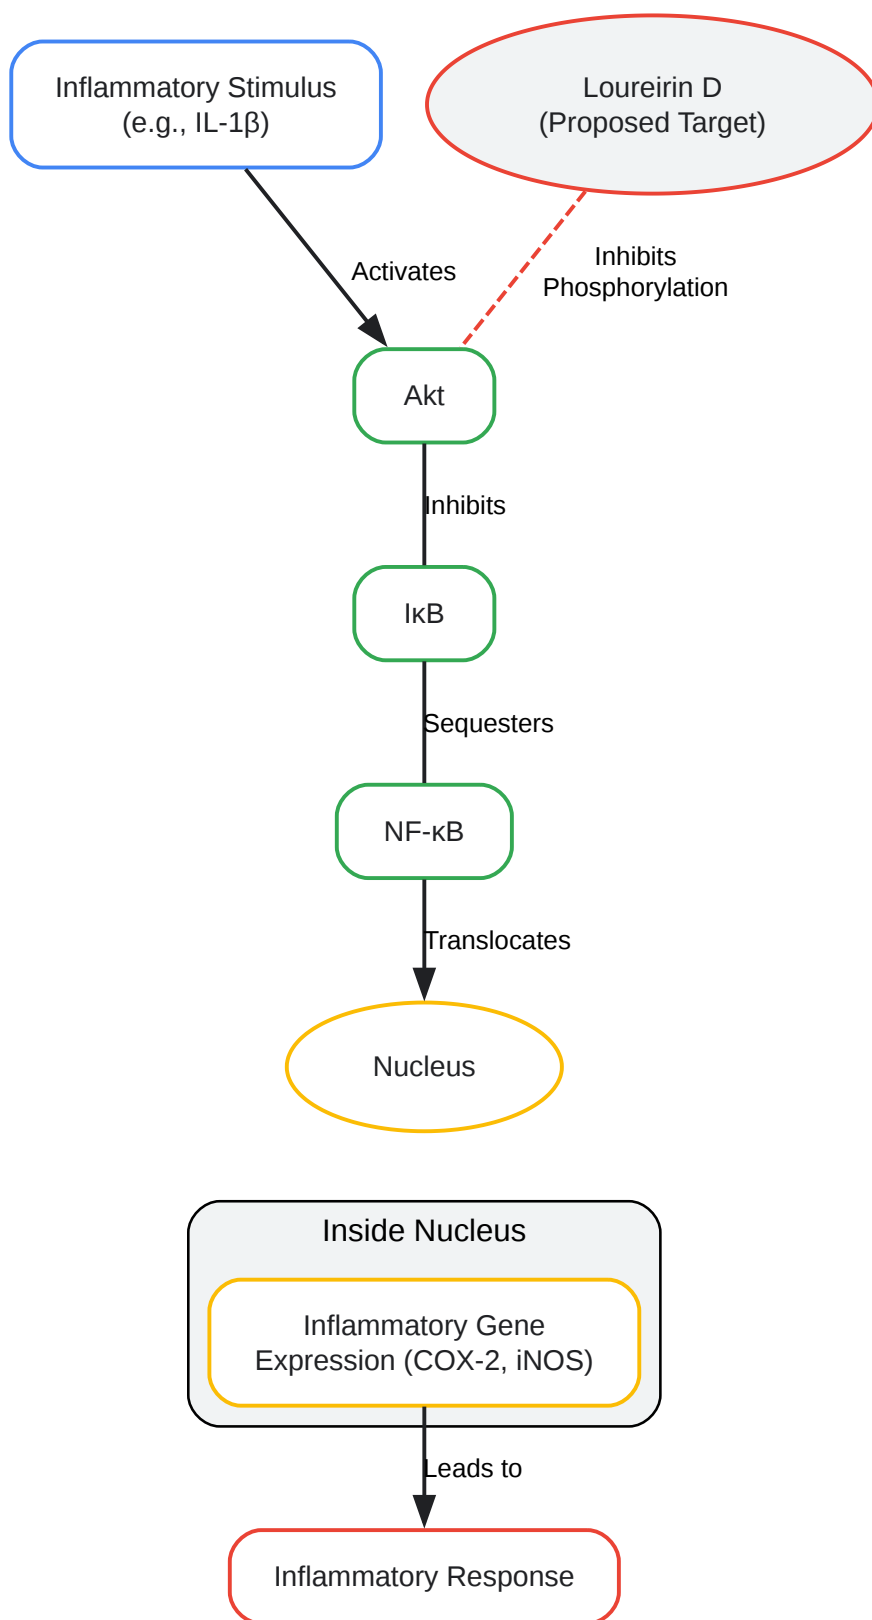 Inflammatory Stimulus
(e.g., IL-1β)
Loureirin D
(Proposed Target)
Activates
Inhibits
Phosphorylation
Akt
Inhibits
IκB
Sequesters
NF-κB
Translocates
Nucleus
Inside Nucleus
Inflammatory Gene
Expression (COX-2, iNOS)
Leads to
Inflammatory Response